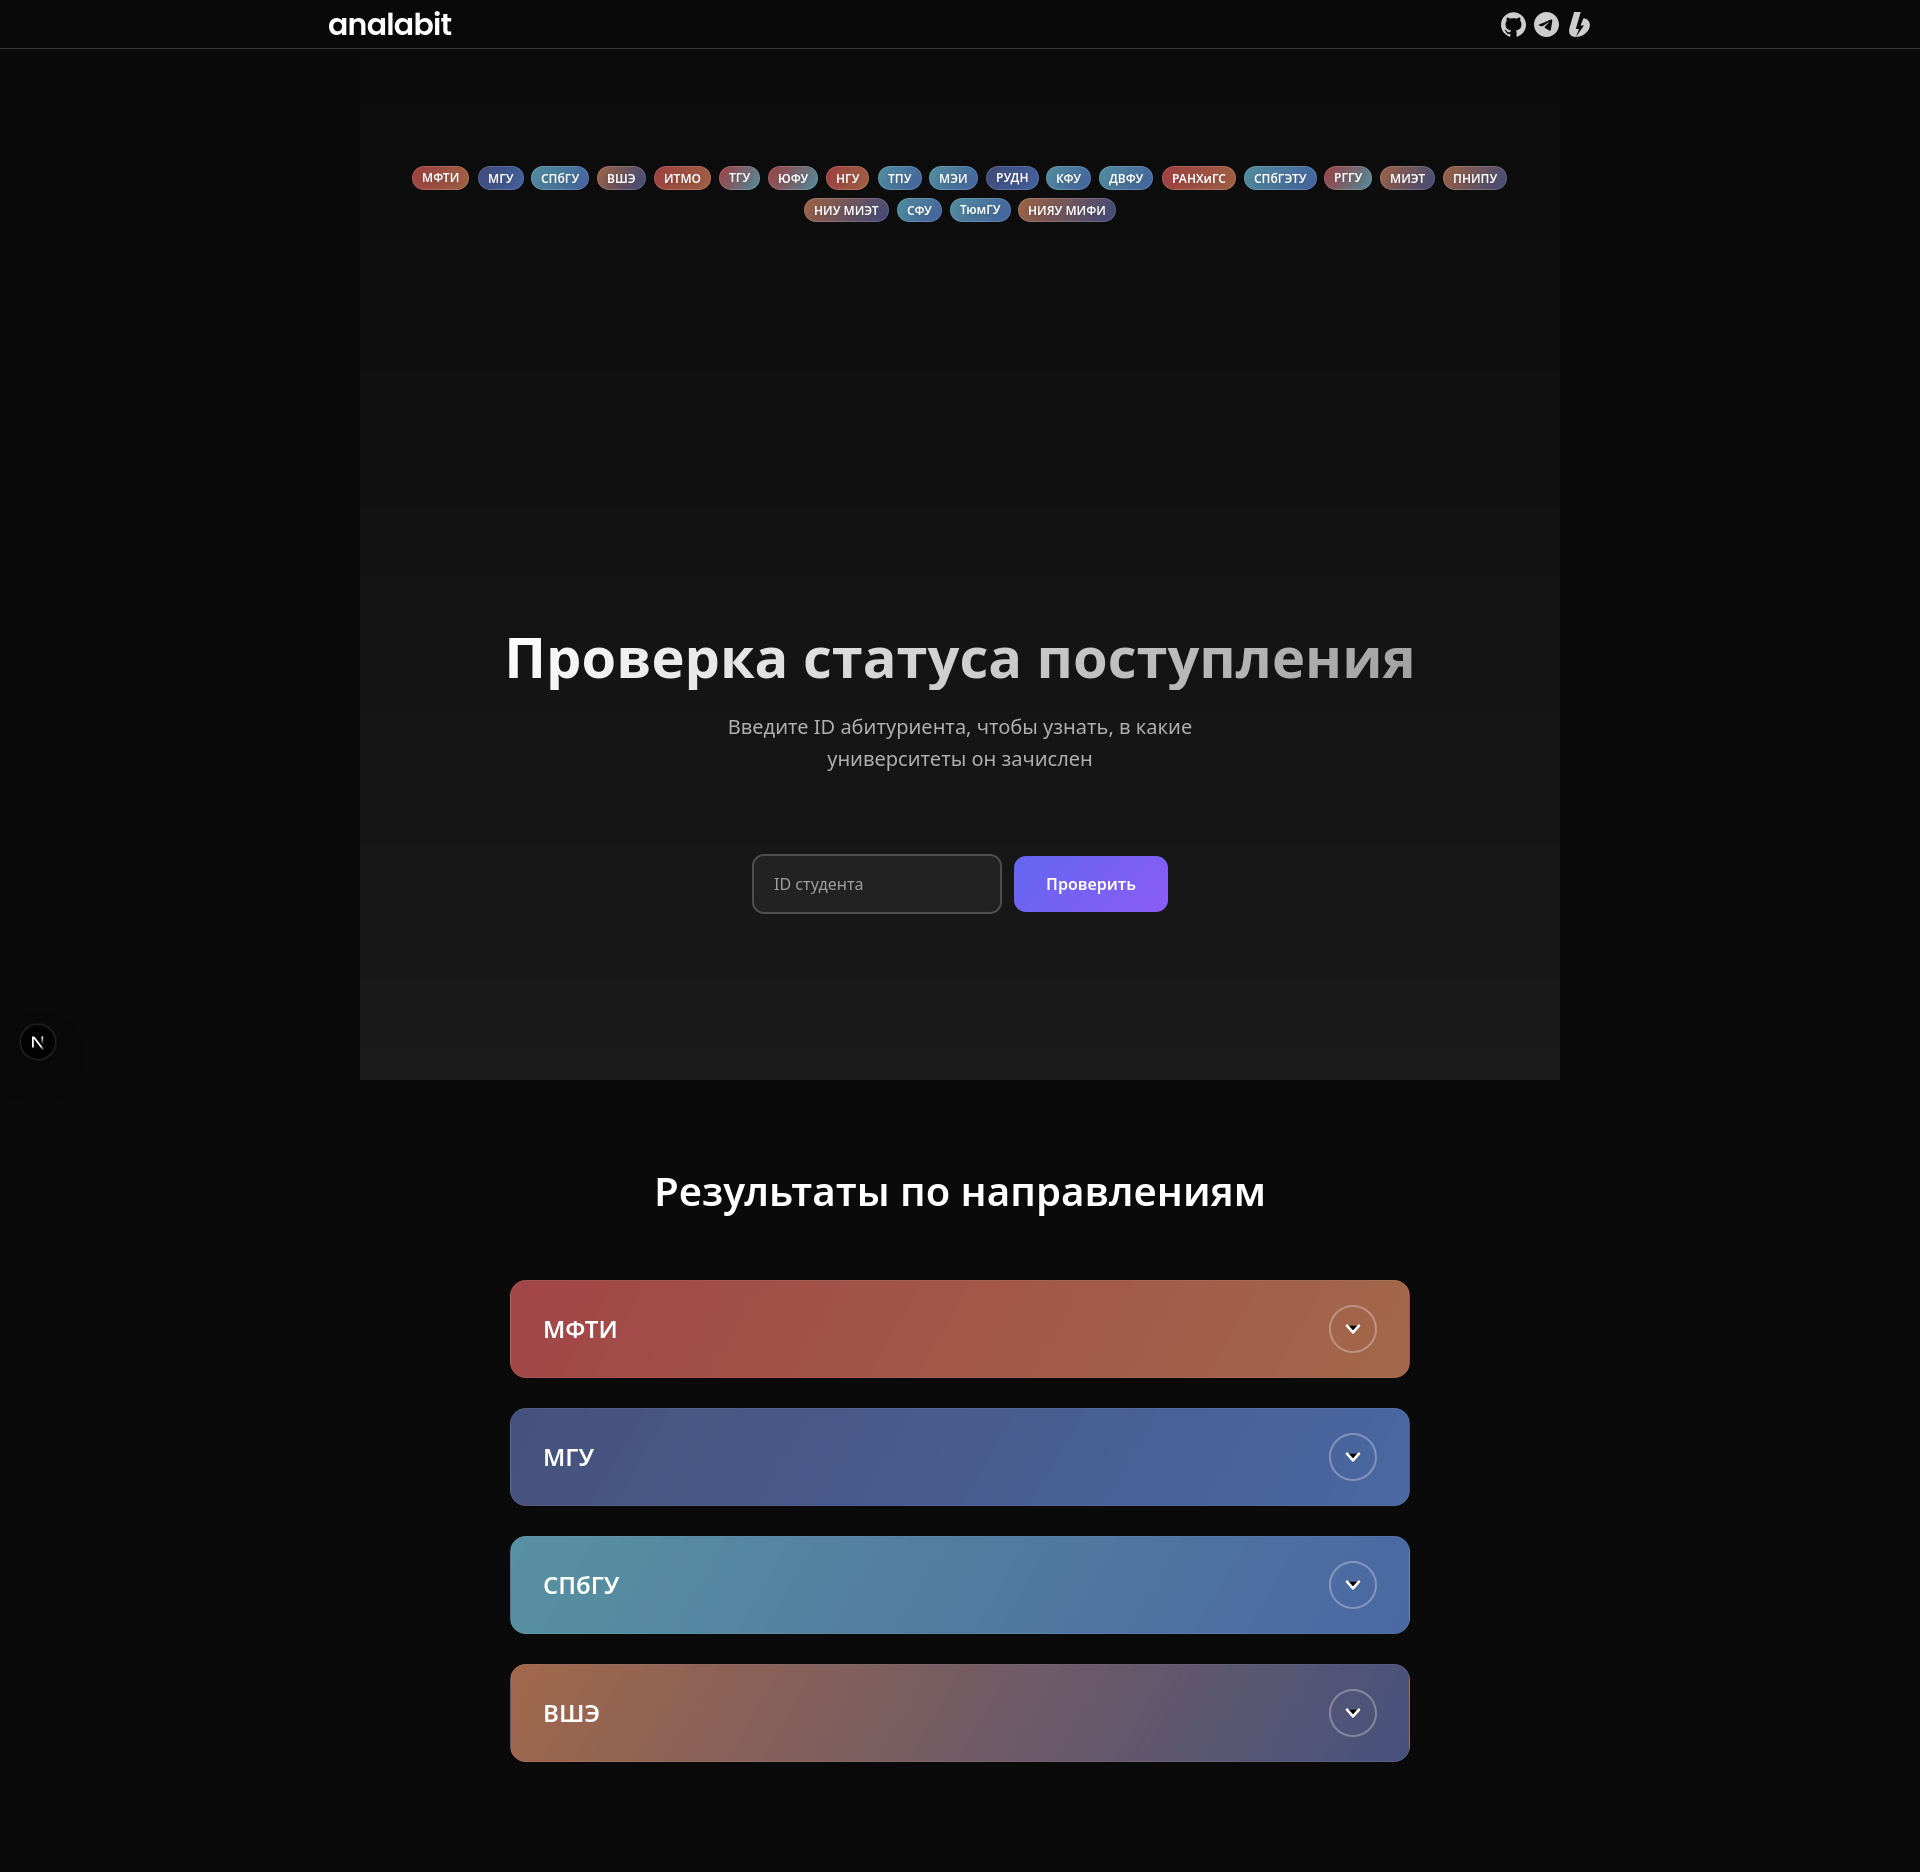 analabit
МФТИ МГУ СПбГУ ВШЭ ИТМО ТГУ ЮФУ НГУ ТПУ МЭИ РУДН КФУ ДВФУ РАНХиГС СПбГЭТУ РГГУ МИЭТ ПНИПУ
НИУ МИЭТ СФУ ТюмГУ НИЯУ МИФИ
Проверка статуса поступления
Введите ID абитуриента, чтобы узнать, в какие
университеты он зачислен
ID студента Проверить
N
Результаты по направлениям
МФТИ
МГУ
СПбГУ
ВШЭ